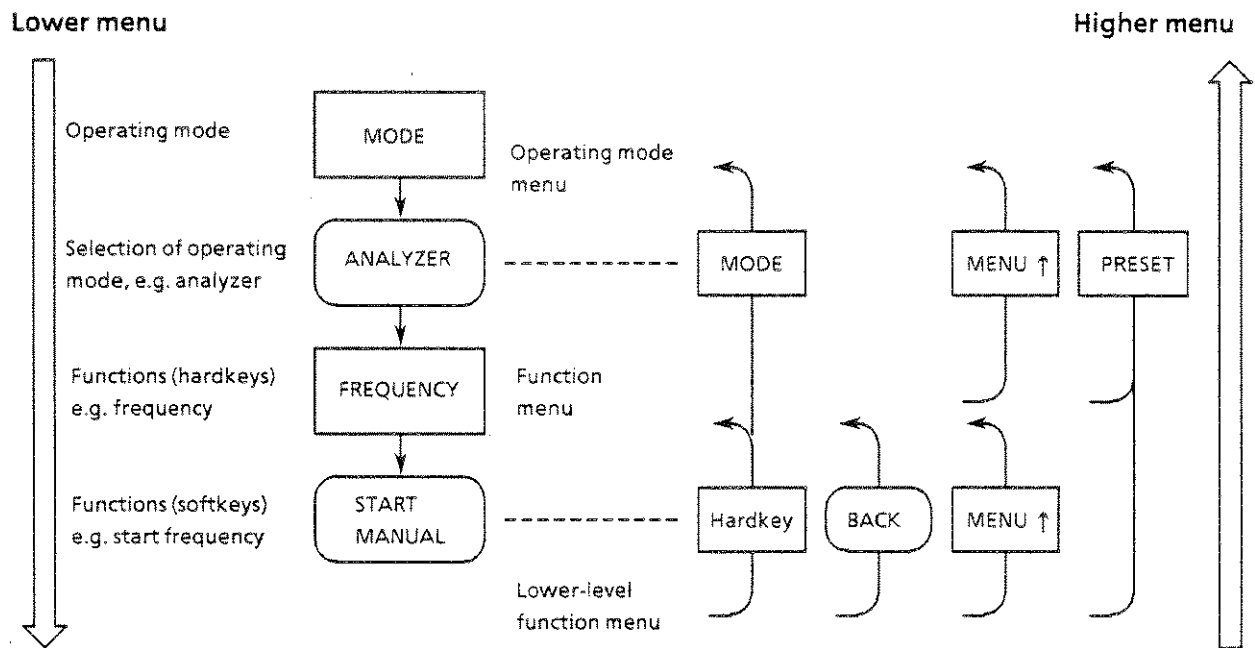 Lower menu
Higher menu
Operating mode
MODE
Operating mode
menu
Selection of operating
mode, e.g. analyzer
ANALYZER
MODE
MENU ↑
PRESET
Functions (hardkeys)
e.g. frequency
FREQUENCY
Function
menu
Functions (softkeys)
e.g. start frequency
START
MANUAL
Hardkey
BACK
MENU ↑
Lower-level
function menu